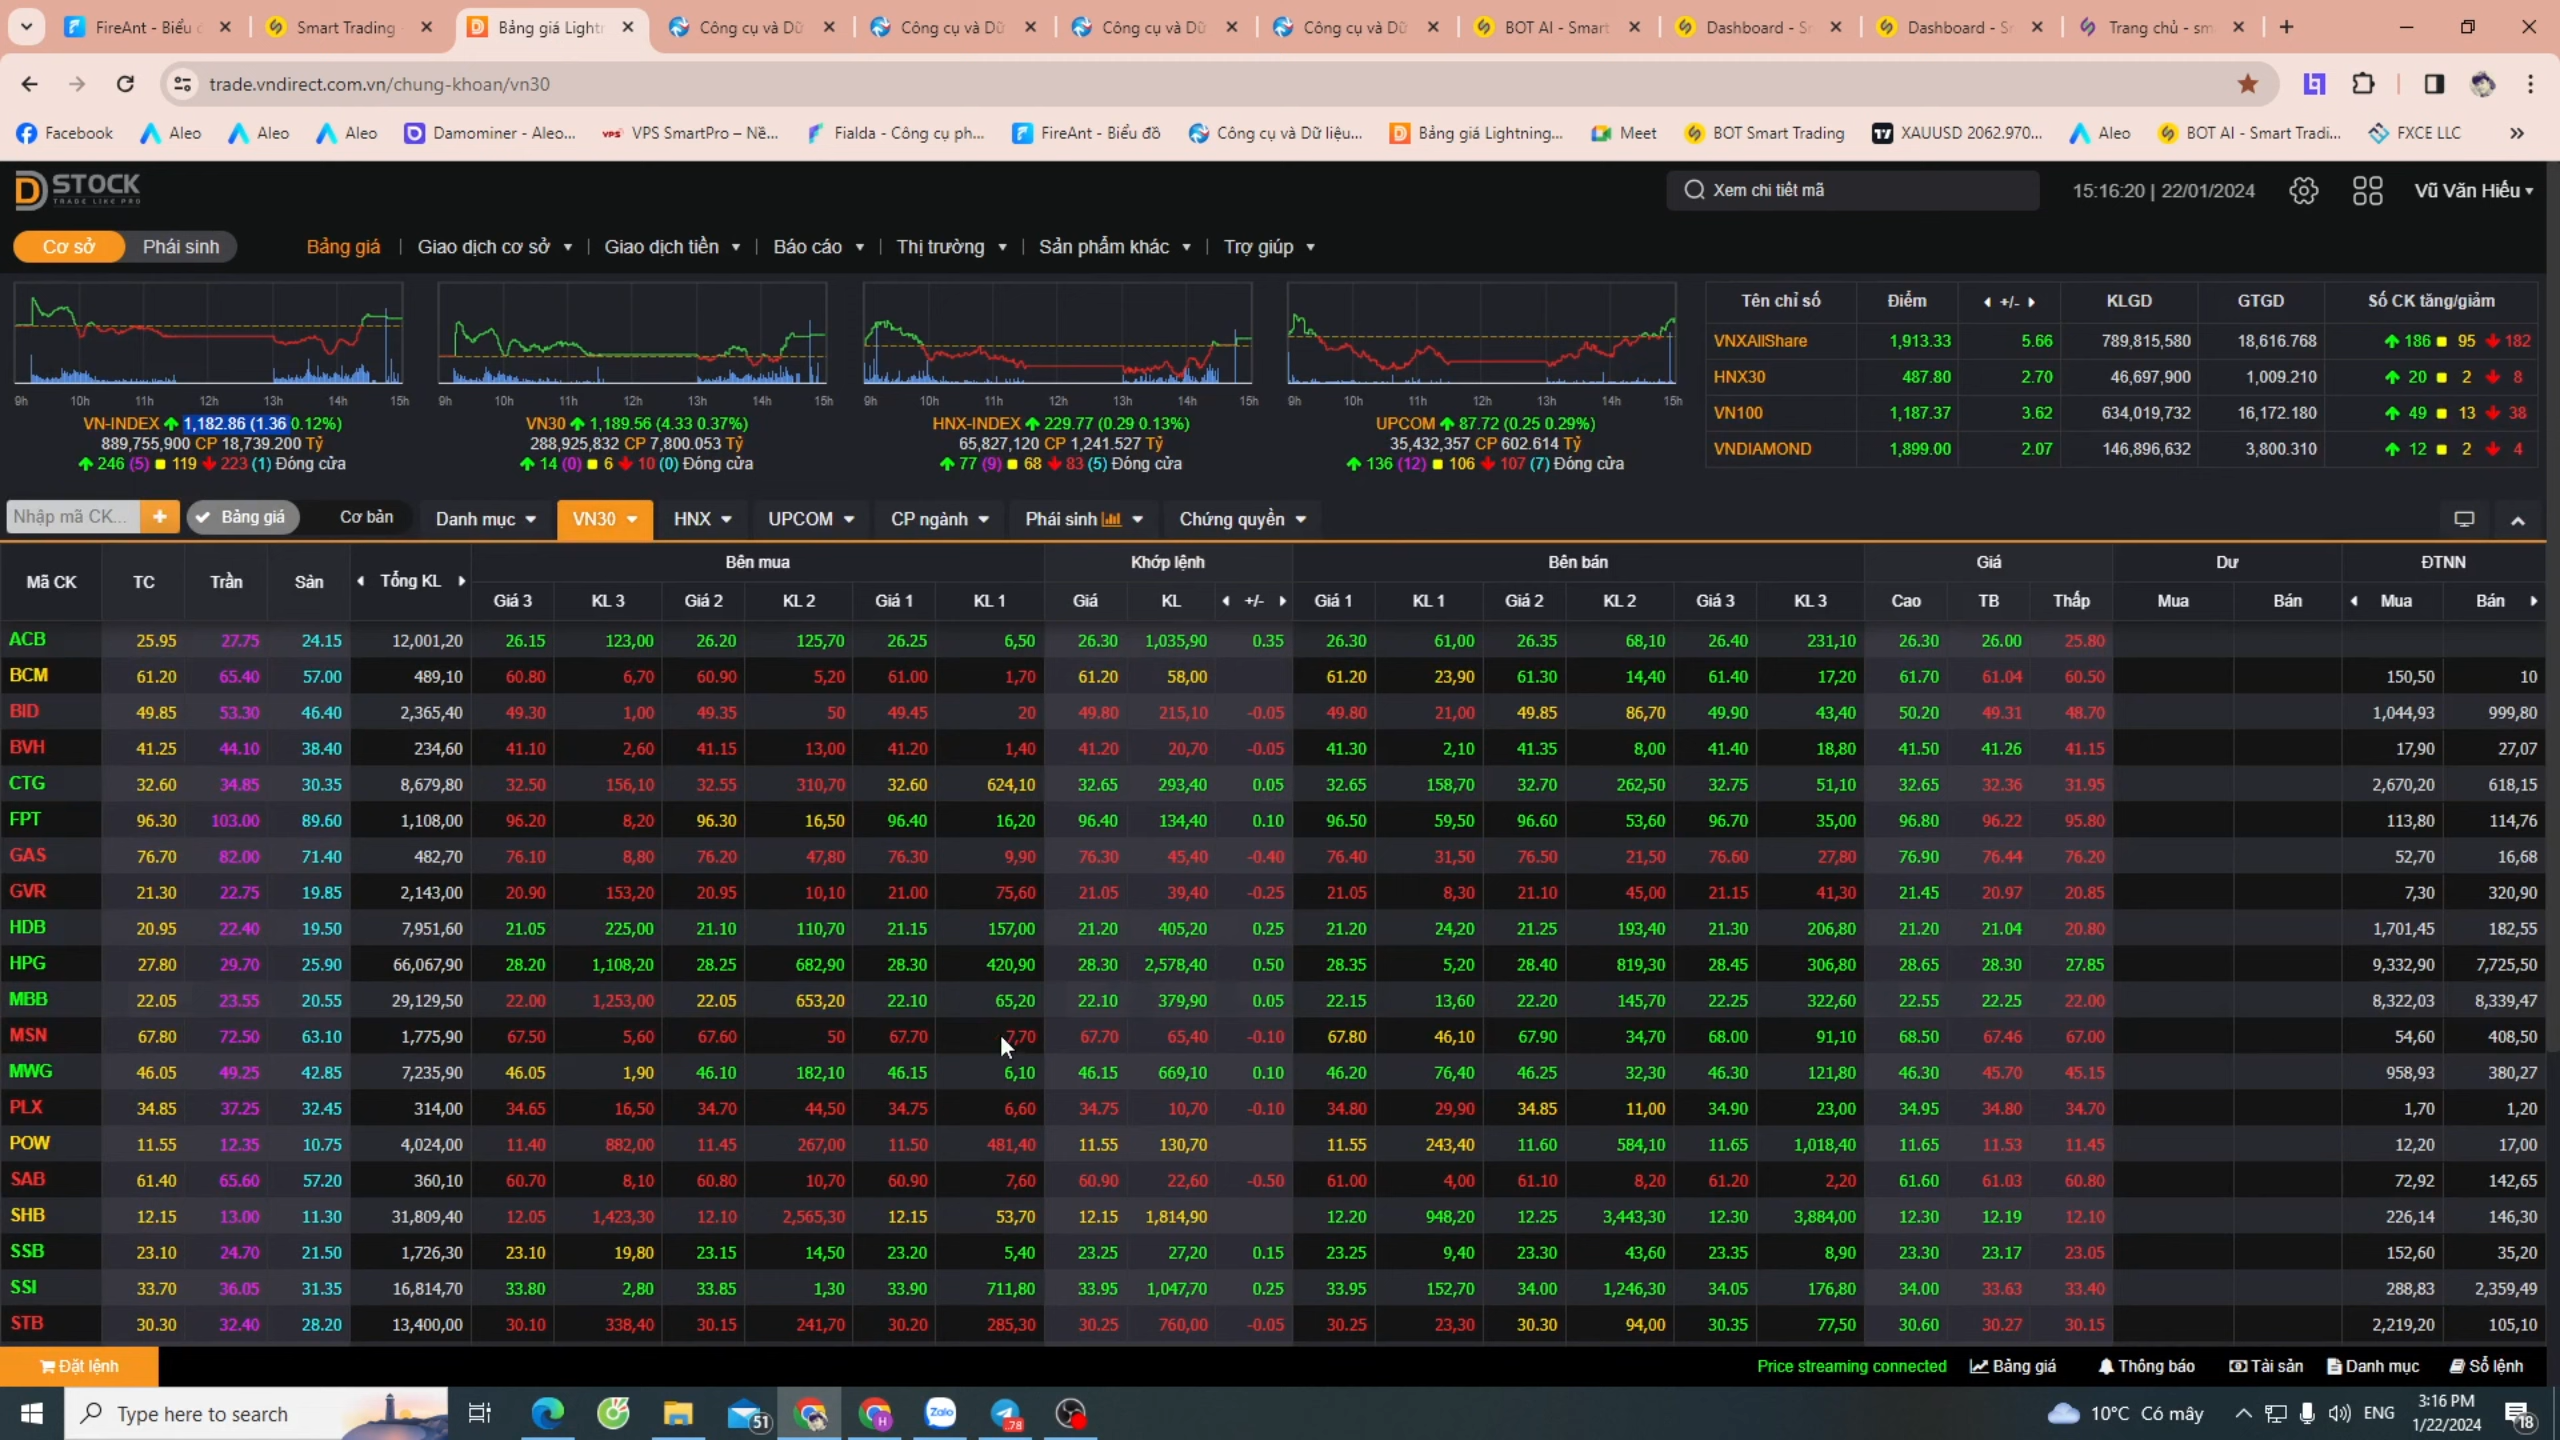 FireAnt - Biểu
Smart Trading
Bảng giá Light
Công cụ và Dữ
Công cụ và Dữ
Công cụ và Dữ
Công cụ và Dữ
BOT AI - Smart
Dashboard - S
Dashboard - S
Trang chủ - sm
trade.vndirect.com.vn/chung-khoan/vn30
Facebook Aleo Aleo Aleo Damominer - Aleo... VPS VPS SmartPro – Nề... Fialda - Công cụ ph... FireAnt - Biểu đồ Công cụ và Dữ liệu... Bảng giá Lightning... Meet BOT Smart Trading XAUUSD 2062.970... Aleo BOT AI - Smart Tradi... FXCE LLC »
DSTOCK
TRADE LIKE PRO
Xem chi tiết mã
15:16:20 | 22/01/2024
Vũ Văn Hiếu
Cơ sở Phái sinh Bảng giá Giao dịch cơ sở Giao dịch tiền Báo cáo Thị trường Sản phẩm khác Trợ giúp
9h 10h 11h 12h 13h 14h 15h
VN-INDEX 1,182.86 (1.36 0.12%)
889,755,900 CP 18,739.200 Tỷ
246 (5) 119 223 (1) Đóng cửa
9h 10h 11h 12h 13h 14h 15h
VN30 1,189.56 (4.33 0.37%)
288,925,832 CP 7,800.053 Tỷ
14 (0) 6 10 (0) Đóng cửa
9h 10h 11h 12h 13h 14h 15h
HNX-INDEX 229.77 (0.29 0.13%)
65,827,120 CP 1,241.527 Tỷ
77 (9) 68 83 (5) Đóng cửa
9h 10h 11h 12h 13h 14h 15h
UPCOM 87.72 (0.25 0.29%)
35,432,357 CP 602.614 Tỷ
136 (12) 106 107 (7) Đóng cửa
Tên chỉ số Điểm +/- KLGD GTGD Số CK tăng/giảm
VNXAllShare 1,913.33 5.66 789,815,580 18,616.768 186 95 182
HNX30 487.80 2.70 46,697,900 1,009.210 20 2 8
VN100 1,187.37 3.62 634,019,732 16,172.180 49 13 38
VNDIAMOND 1,899.00 2.07 146,896,632 3,800.310 12 2 4
Nhập mã CK... + Bảng giá Cơ bản Danh mục VN30 HNX UPCOM CP ngành Phái sinh Chứng quyền
Mã CK TC Trần Sàn Tổng KL Bên mua Khớp lệnh Bên bán Giá Dư ĐTNN
Giá 3 KL 3 Giá 2 KL 2 Giá 1 KL 1 Giá KL +/- Giá 1 KL 1 Giá 2 KL 2 Giá 3 KL 3 Cao TB Thấp Mua Bán Mua Bán
ACB 25.95 27.75 24.15 12,001,20 26.15 123,00 26.20 125,70 26.25 6,50 26.30 1,035,90 0.35 26.30 61,00 26.35 68,10 26.40 231,10 26.30 26.00 25.80
BCM 61.20 65.40 57.00 489,10 60.80 6,70 60.90 5,20 61.00 1,70 61.20 58,00 61.20 23,90 61.30 14,40 61.40 17,20 61.70 61.04 60.50 150,50 10
BID 49.85 53.30 46.40 2,365,40 49.30 1,00 49.35 50 49.45 20 49.80 215,10 -0.05 49.80 21,00 49.85 86,70 49.90 43,40 50.20 49.31 48.70 1,044,93 999,80
BVH 41.25 44.10 38.40 234,60 41.10 2,60 41.15 13,00 41.20 1,40 41.20 20,70 -0.05 41.30 2,10 41.35 8,00 41.40 18,80 41.50 41.26 41.15 17,90 27,07
CTG 32.60 34.85 30.35 8,679,80 32.50 156,10 32.55 310,70 32.60 624,10 32.65 293,40 0.05 32.65 158,70 32.70 262,50 32.75 51,10 32.65 32.36 31.95 2,670,20 618,15
FPT 96.30 103.00 89.60 1,108,00 96.20 8,20 96.30 16,50 96.40 16,20 96.40 134,40 0.10 96.50 59,50 96.60 53,60 96.70 35,00 96.80 96.22 95.80 113,80 114,76
GAS 76.70 82.00 71.40 482,70 76.10 8,80 76.20 47,80 76.30 9,90 76.30 45,40 -0.40 76.40 31,50 76.50 21,50 76.60 27,80 76.90 76.44 76.20 52,70 16,68
GVR 21.30 22.75 19.85 2,143,00 20.90 153,20 20.95 10,10 21.00 75,60 21.05 39,40 -0.25 21.05 8,30 21.10 45,00 21.15 41,30 21.45 20.97 20.85 7,30 320,90
HDB 20.95 22.40 19.50 7,951,60 21.05 225,00 21.10 110,70 21.15 157,00 21.20 405,20 0.25 21.20 24,20 21.25 193,40 21.30 206,80 21.20 21.04 20.80 1,701,45 182,55
HPG 27.80 29.70 25.90 66,067,90 28.20 1,108,20 28.25 682,90 28.30 420,90 28.30 2,578,40 0.50 28.35 5,20 28.40 819,30 28.45 306,80 28.65 28.30 27.85 9,332,90 7,725,50
MBB 22.05 23.55 20.55 29,129,50 22.00 1,253,00 22.05 653,20 22.10 65,20 22.10 379,90 0.05 22.15 13,60 22.20 145,70 22.25 322,60 22.55 22.25 22.00 8,322,03 8,339,47
MSN 67.80 72.50 63.10 1,775,90 67.50 5,60 67.60 50 67.70 7,70 67.70 65,40 -0.10 67.80 46,10 67.90 34,70 68.00 91,10 68.50 67.46 67.00 54,60 408,50
MWG 46.05 49.25 42.85 7,235,90 46.05 1,90 46.10 182,10 46.15 6,10 46.15 669,10 0.10 46.20 76,40 46.25 32,30 46.30 121,80 46.30 45.70 45.15 958,93 380,27
PLX 34.85 37.25 32.45 314,00 34.65 16,50 34.70 44,50 34.75 6,60 34.75 10,70 -0.10 34.80 29,90 34.85 11,00 34.90 23,00 34.95 34.80 34.70 1,70 1,20
POW 11.55 12.35 10.75 4,024,00 11.40 882,00 11.45 267,00 11.50 481,40 11.55 130,70 11.55 243,40 11.60 584,10 11.65 1,018,40 11.65 11.53 11.45 12,20 17,00
SAB 61.40 65.60 57.20 360,10 60.70 8,10 60.80 10,70 60.90 7,60 60.90 22,60 -0.50 61.00 4,00 61.10 8,20 61.20 2,20 61.60 61.03 60.80 72,92 142,65
SHB 12.15 13.00 11.30 31,809,40 12.05 1,423,30 12.10 2,565,30 12.15 53,70 12.15 1,814,90 12.20 948,20 12.25 3,443,30 12.30 3,884,00 12.30 12.19 12.10 226,14 146,30
SSB 23.10 24.70 21.50 1,726,30 23.10 19,80 23.15 14,50 23.20 5,40 23.25 27,20 0.15 23.25 9,40 23.30 43,60 23.35 8,90 23.30 23.17 23.05 152,60 35,20
SSI 33.70 36.05 31.35 16,814,70 33.80 2,80 33.85 1,30 33.90 711,80 33.95 1,047,70 0.25 33.95 152,70 34.00 1,246,30 34.05 176,80 34.00 33.63 33.40 288,83 2,359,49
STB 30.30 32.40 28.20 13,400,00 30.10 338,40 30.15 241,70 30.20 285,30 30.25 760,00 -0.05 30.25 23,30 30.30 94,00 30.35 77,50 30.60 30.27 30.15 2,219,20 105,10
Đặt lệnh Price streaming connected Bảng giá Thông báo Tài sản Danh mục Sổ lệnh
Type here to search 51 H Zalo 78 10°C Có mây ENG
3:16 PM
1/22/2024
18